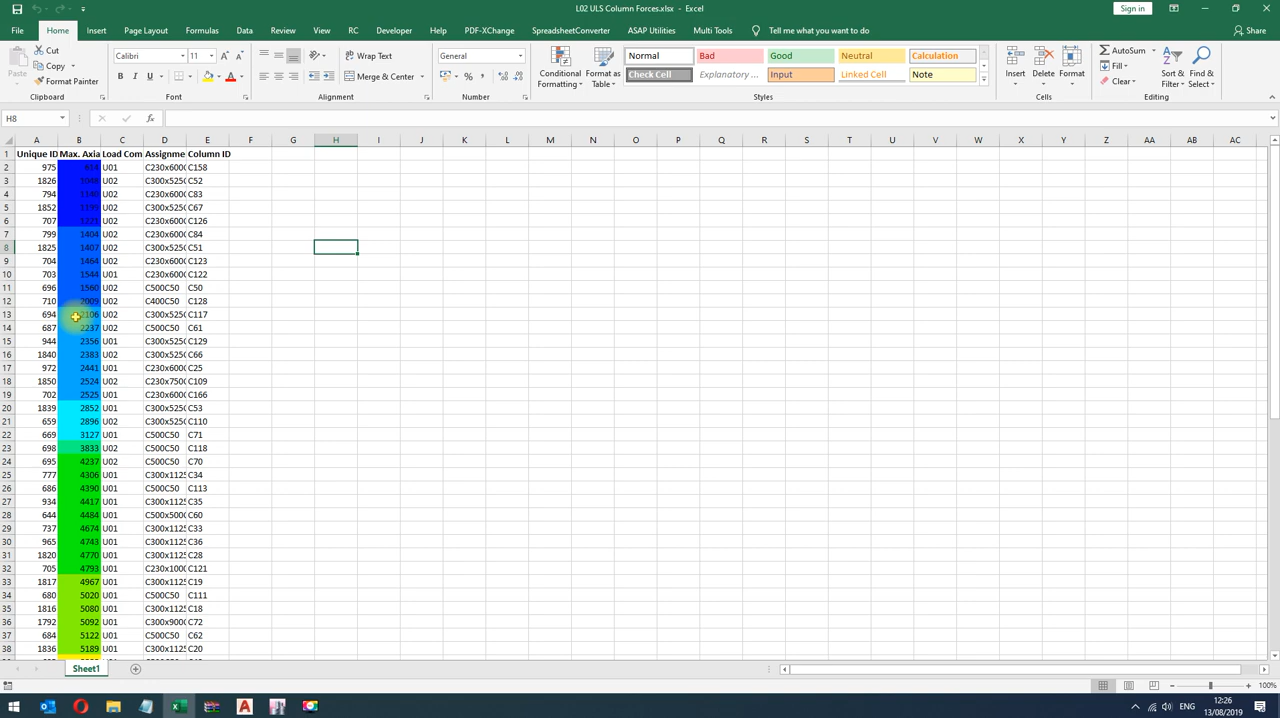 L02 ULS Column Forces.xlsx - Excel
Sign in
File Home Insert Page Layout Formulas Data Review View RC Developer Help PDF-XChange SpreadsheetConverter ASAP Utilities Multi Tools Tell me what you want to do Share
Paste
Cut
Copy
Format Painter
Clipboard
Calibri 11
B I U
Font
Wrap Text
Merge & Center
Alignment
General
Number
Conditional Formatting
Format as Table
Normal Bad Good Neutral Calculation
Check Cell Explanatory ... Input Linked Cell Note
Styles
Insert Delete Format
Cells
AutoSum
Fill
Clear
Sort & Filter
Find & Select
Editing
H8
A B C D E F G H I J K L M N O P Q R S T U V W X Y Z AA AB AC
1 Unique ID Max. Axia Load Com Assignme Column ID
2 975 814 U01 C230x600 C158
3 1826 1048 U02 C300x525 C52
4 794 1140 U02 C230x600 C83
5 1852 1199 U02 C300x525 C67
6 707 1221 U02 C230x600 C126
7 799 1404 U02 C230x600 C84
8 1825 1407 U02 C300x525 C51
9 704 1464 U02 C230x600 C123
10 703 1544 U01 C230x600 C122
11 696 1560 U02 C500C50 C50
12 710 2009 U02 C400C50 C128
13 694 2106 U02 C300x525 C117
14 687 2237 U02 C500C50 C61
15 944 2356 U01 C300x525 C129
16 1840 2383 U02 C300x525 C66
17 972 2441 U01 C230x600 C25
18 1850 2524 U02 C230x750 C109
19 702 2525 U01 C230x600 C166
20 1839 2852 U01 C300x525 C53
21 659 2896 U02 C300x525 C110
22 669 3127 U01 C500C50 C71
23 698 3833 U02 C500C50 C118
24 695 4237 U02 C500C50 C70
25 777 4306 U01 C300x112 C34
26 686 4390 U01 C500C50 C113
27 934 4417 U01 C300x112 C35
28 644 4484 U01 C500x500 C60
29 737 4674 U01 C300x112 C33
30 965 4743 U01 C300x112 C36
31 1820 4770 U01 C300x112 C28
32 705 4793 U01 C230x100 C121
33 1817 4967 U01 C300x112 C19
34 680 5020 U01 C500C50 C111
35 1816 5080 U01 C300x112 C18
36 1792 5092 U01 C300x900 C72
37 684 5122 U01 C500C50 C62
38 1836 5189 U01 C300x112 C20
Sheet1
100%
ENG
12:26
13/08/2019